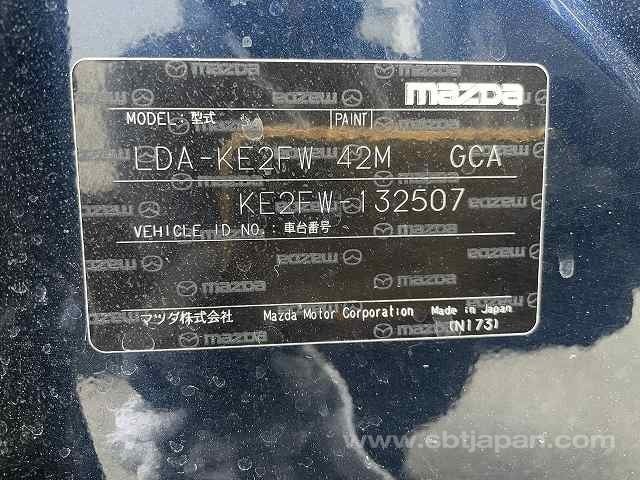 mazda
MODEL : 型式 PAINT
LDA-KE2FW 42M GCA
KE2FW-132507
VEHICLE ID NO. : 車台番号
マツダ株式会社 Mazda Motor Corporation Made in Japan
(N173)
www.sbtjapan.com